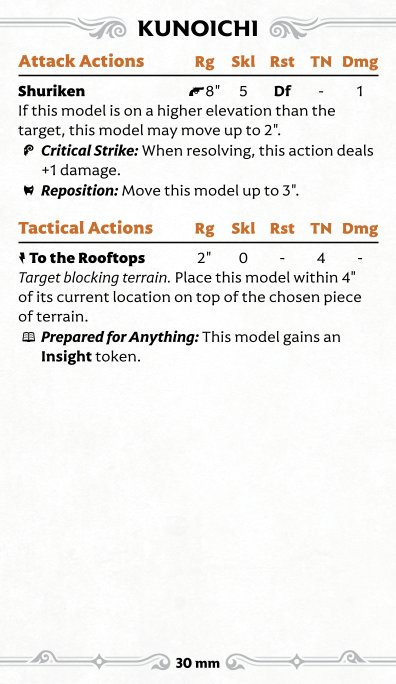 KUNOICHI
Attack Actions Rg Skl Rst TN Dmg
Shuriken 8" 5 Df - 1
If this model is on a higher elevation than the
target, this model may move up to 2".
Critical Strike: When resolving, this action deals
+1 damage.
Reposition: Move this model up to 3".
Tactical Actions Rg Skl Rst TN Dmg
To the Rooftops 2" 0 - 4 -
Target blocking terrain. Place this model within 4"
of its current location on top of the chosen piece
of terrain.
Prepared for Anything: This model gains an
Insight token.
30 mm